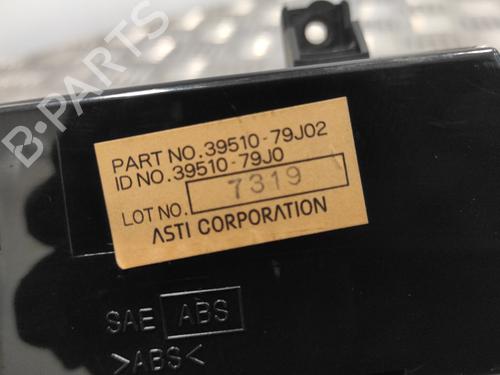 B-PARTS
PART NO. 39510-79J02
ID NO. 39510-79J0
LOT NO. 7319
ASTI CORPORATION
SAE ABS
>ABS<